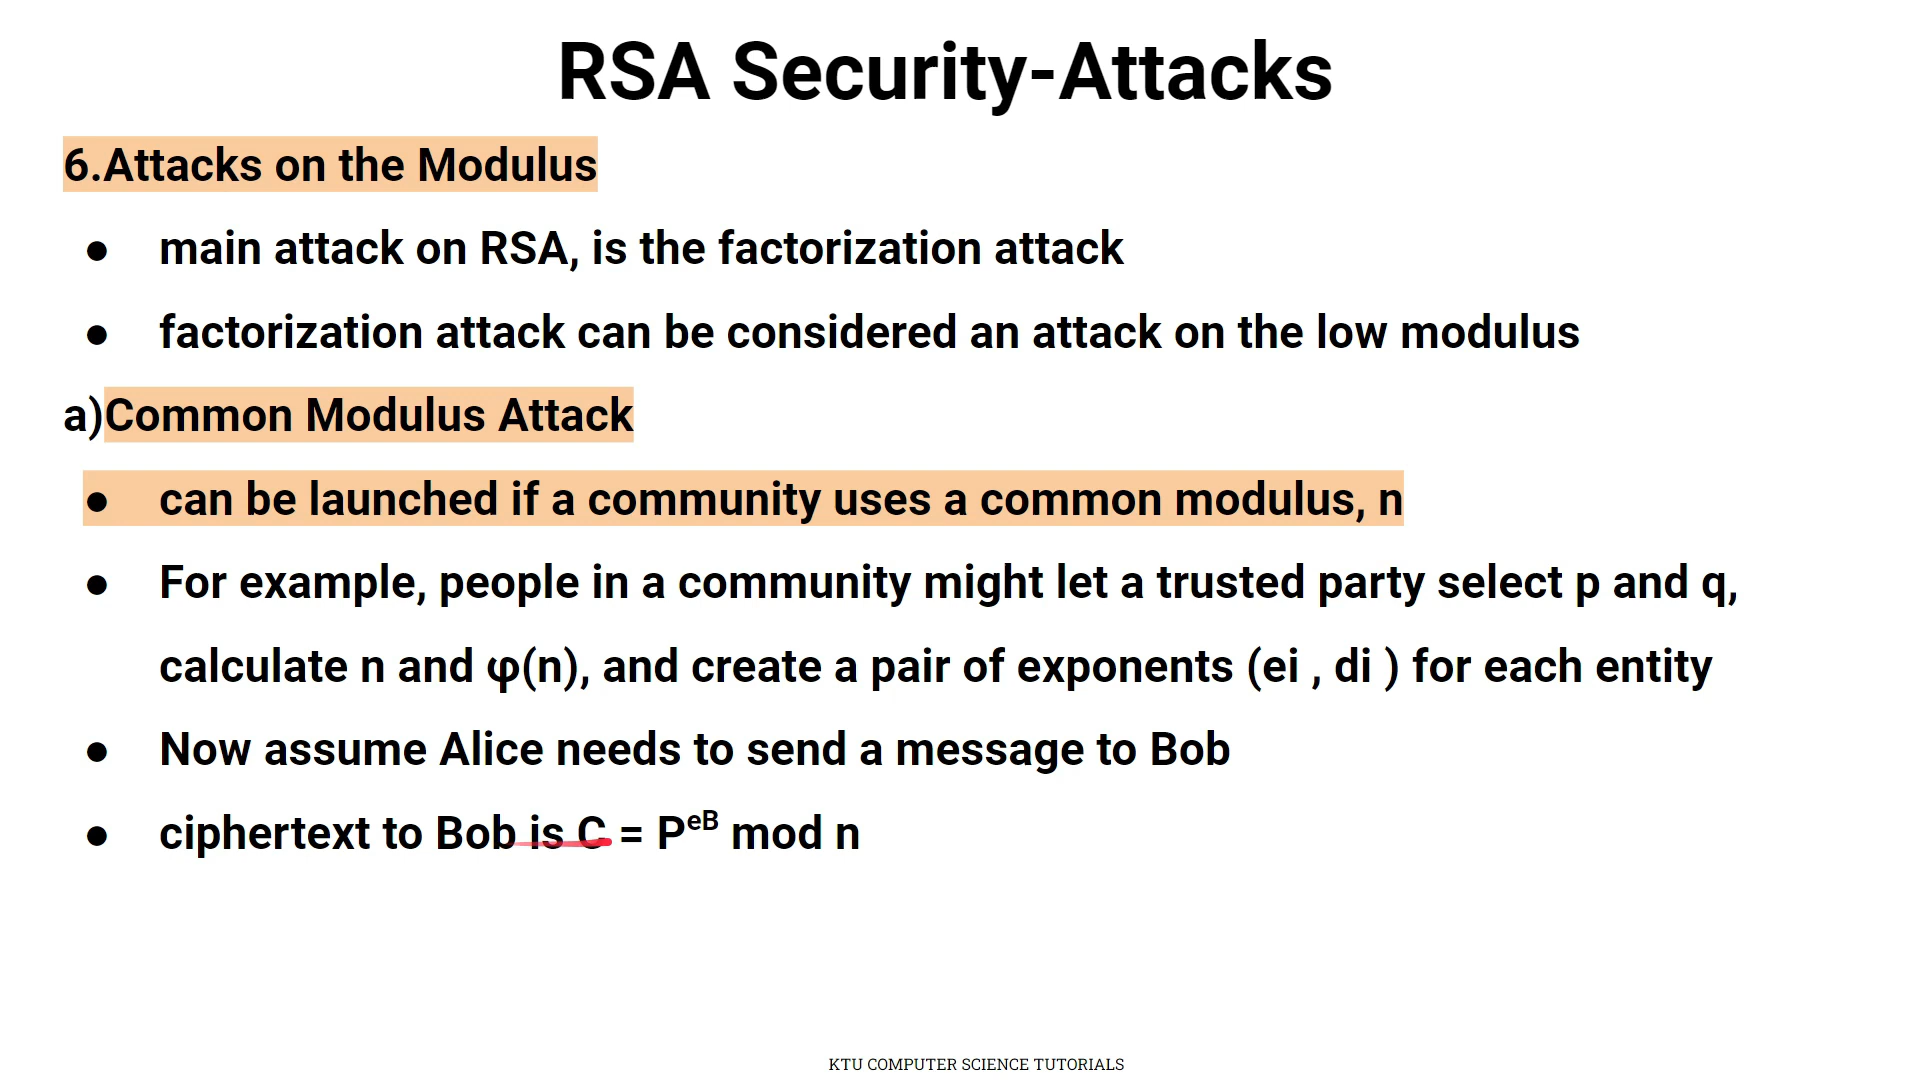 RSA Security-Attacks
6.Attacks on the Modulus
● main attack on RSA, is the factorization attack
● factorization attack can be considered an attack on the low modulus
a)Common Modulus Attack
● can be launched if a community uses a common modulus, n
● For example, people in a community might let a trusted party select p and q,
calculate n and φ(n), and create a pair of exponents (ei , di ) for each entity
● Now assume Alice needs to send a message to Bob
● ciphertext to Bob is C = P^eB mod n
KTU COMPUTER SCIENCE TUTORIALS